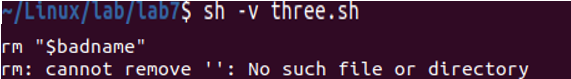 ~/Linux/lab/lab7$ sh -v three.sh
rm "$badname"
rm: cannot remove '': No such file or directory